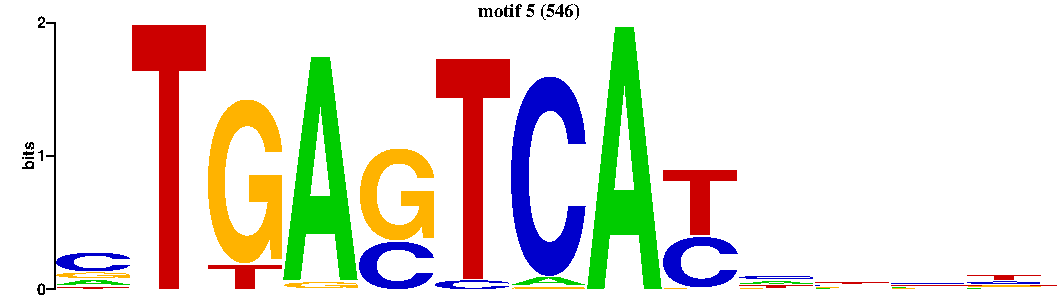 motif 5 (546)
2
bits
1
0
C T G A G T C A T
G T C C